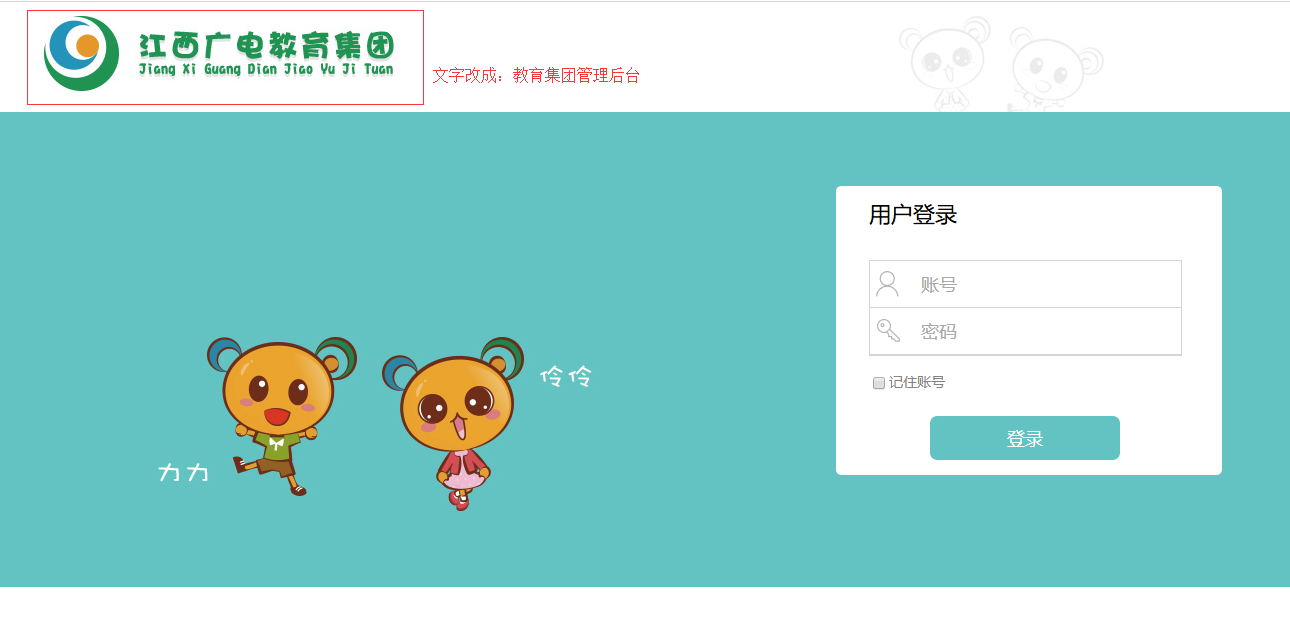 江西广电教育集团
Jiang Xi Guang Dian Jiao Yu Ji Tuan
文字改成：教育集团管理后台
用户登录
账号
密码
记住账号
登录
伶伶
力力